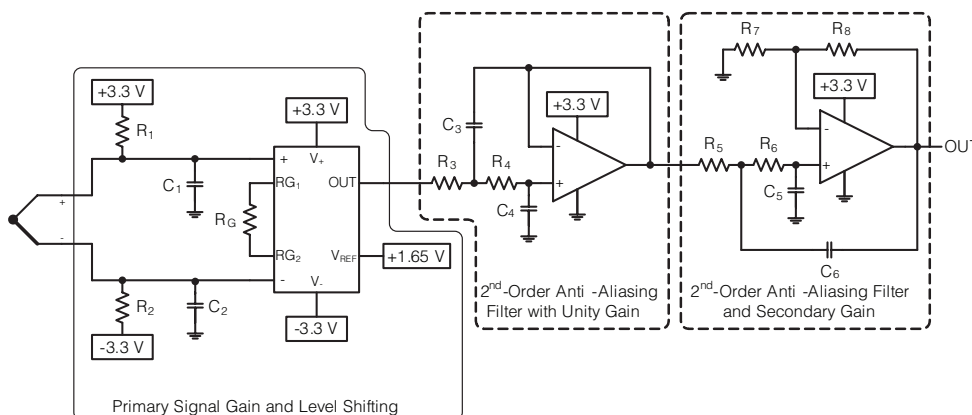 R7
R8
+3.3 V
+3.3 V
+3.3 V
+3.3 V
C3
R1
V+
-
-
+
C1
RG1
OUT
R3
R4
+
R5
R6
+
OUT
+
RG
C4
C5
-
RG2
VREF
+1.65 V
C6
-
V-
R2
C2
-3.3 V
-3.3 V
2nd-Order Anti -Aliasing
Filter with Unity Gain
2nd-Order Anti -Aliasing Filter
and Secondary Gain
Primary Signal Gain and Level Shifting